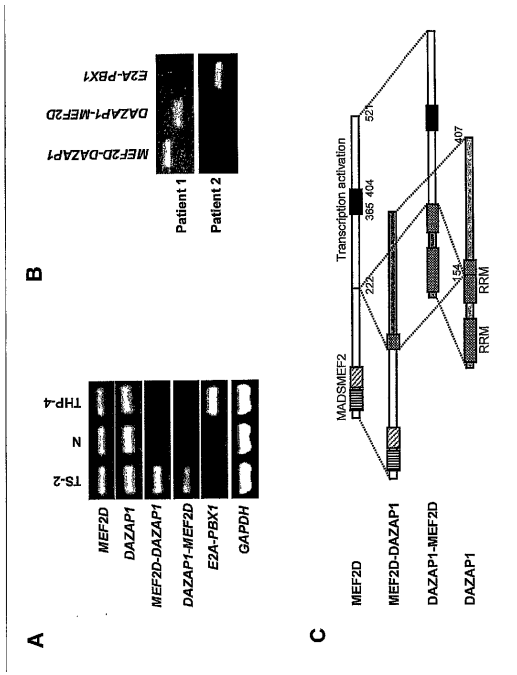 A
TS-2
N
THP-4
MEF2D
DAZAP1
MEF2D-DAZAP1
DAZAP1-MEF2D
E2A-PBX1
GAPDH
B
MEF2D-DAZAP1
DAZAP1-MEF2D
E2A-PBX1
Patient 1
Patient 2
C
MADSMEF2
Transcription activation
MEF2D
222
365 404
521
MEF2D-DAZAP1
DAZAP1-MEF2D
154
407
DAZAP1
RRM
RRM